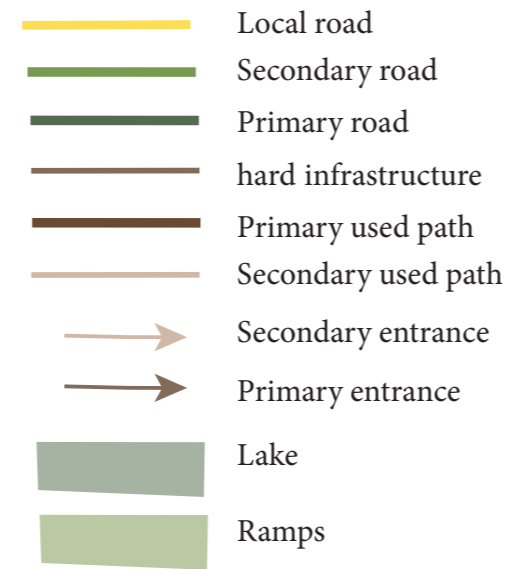 Local road
Secondary road
Primary road
hard infrastructure
Primary used path
Secondary used path
Secondary entrance
Primary entrance
Lake
Ramps